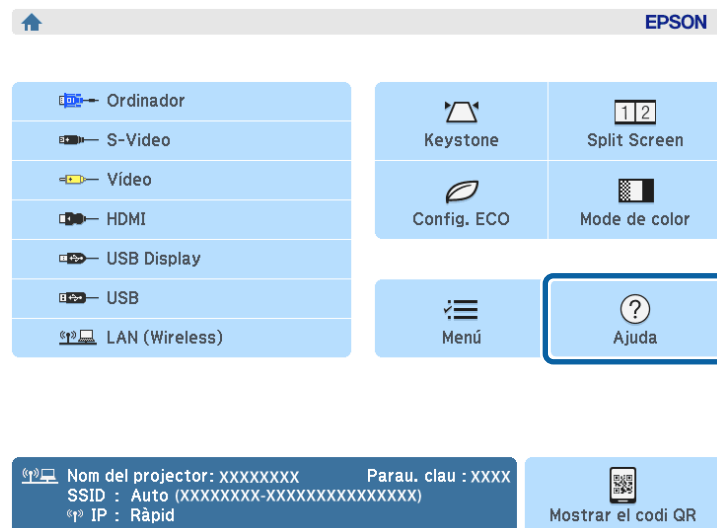 EPSON
Ordinador
S-Video
Vídeo
HDMI
USB Display
USB
LAN (Wireless)
Keystone
1 2
Split Screen
Config. ECO
Mode de color
Menú
?
Ajuda
Nom del projector: XXXXXXXX Parau. clau : XXXX
SSID : Auto (XXXXXXXX-XXXXXXXXXXXXXXX)
IP : Ràpid
Mostrar el codi QR